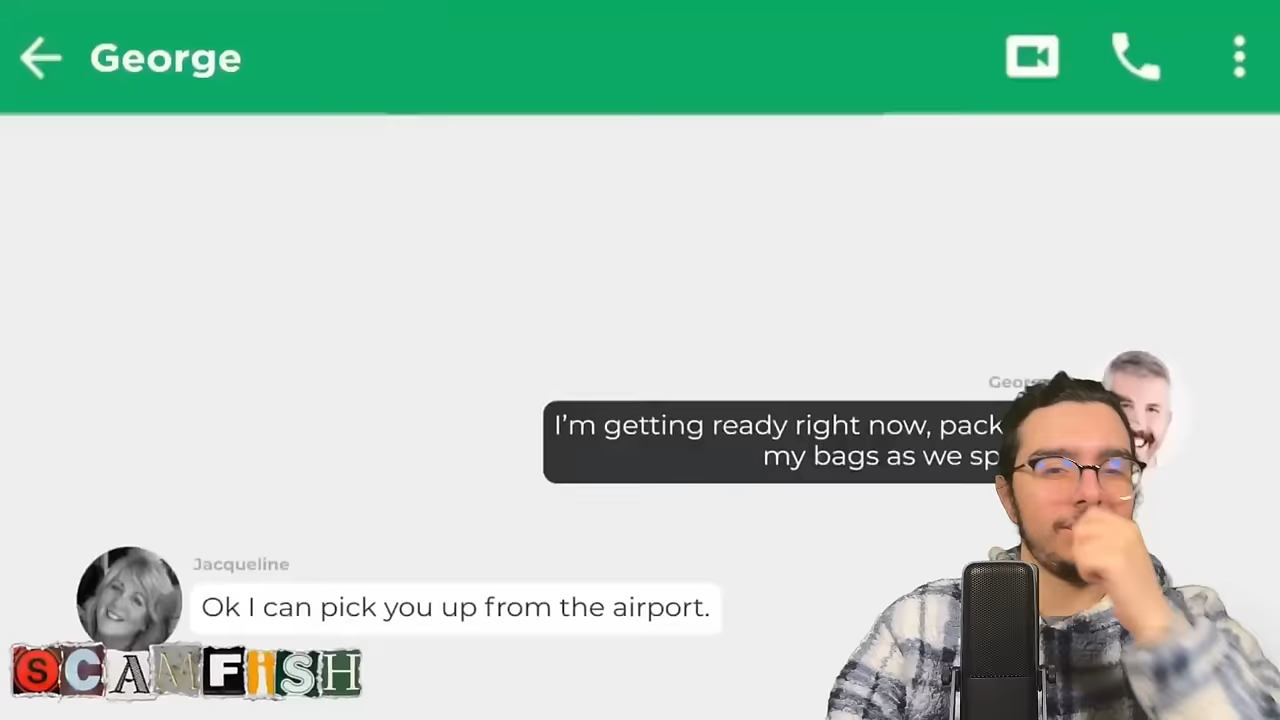 George
George
I'm getting ready right now, pack
my bags as we sp
Jacqueline
Ok I can pick you up from the airport.
SCAMFISH